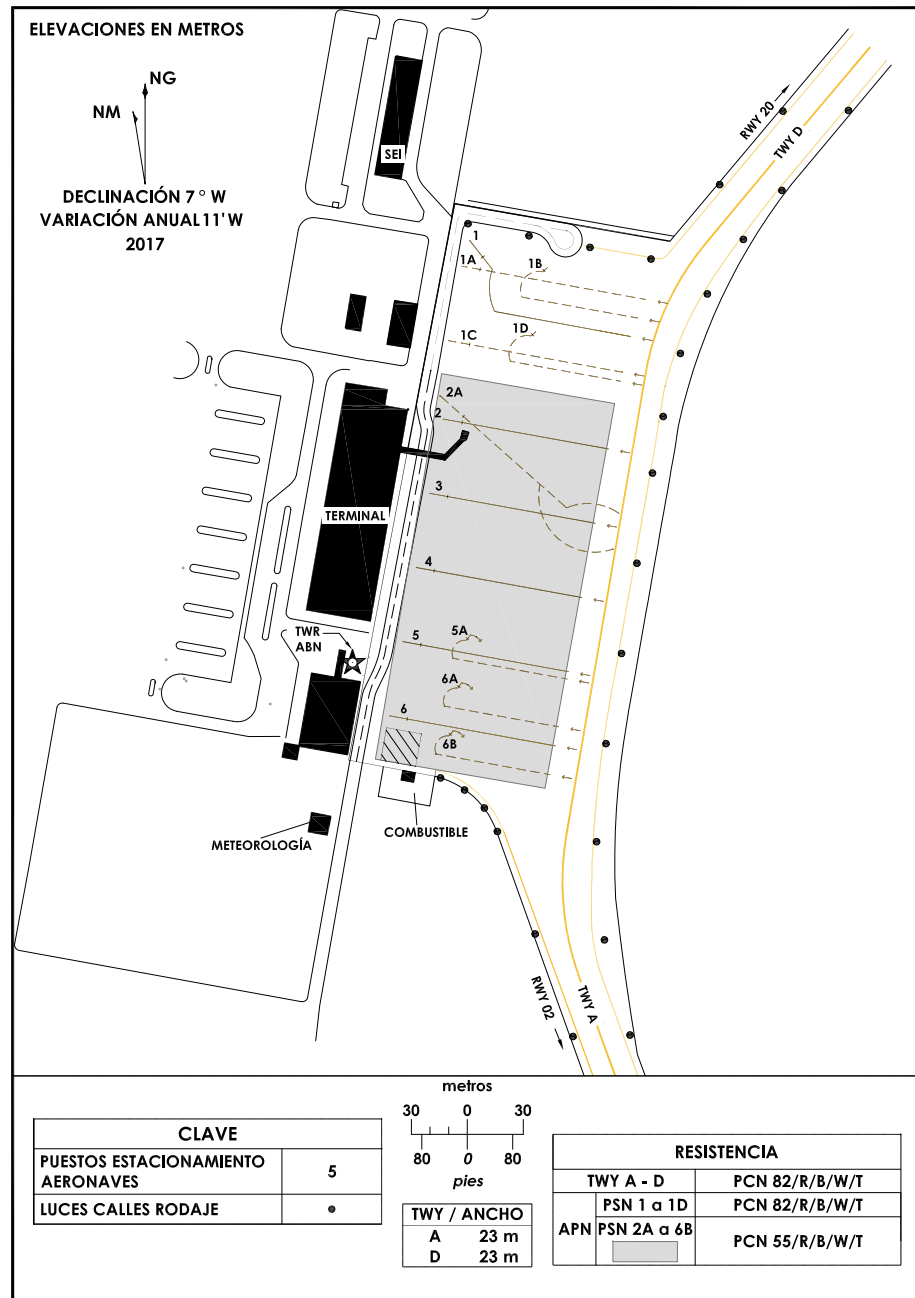 ELEVACIONES EN METROS
NG
NM
DECLINACIÓN 7 ° W
VARIACIÓN ANUAL 11' W
2017
SEI
RWY 20
TWY D
1
1A
1B
1C
1D
2A
2
3
TERMINAL
4
TWR
ABN
5
5A
6A
6
6B
METEOROLOGÍA
COMBUSTIBLE
RWY 02
TWY A
metros
30 0 30
80 0 80
pies
CLAVE
PUESTOS ESTACIONAMIENTO
AERONAVES
5
LUCES CALLES RODAJE
TWY / ANCHO
A 23 m
D 23 m
RESISTENCIA
TWY A - D PCN 82/R/B/W/T
APN
PSN 1 a 1D PCN 82/R/B/W/T
PSN 2A a 6B PCN 55/R/B/W/T